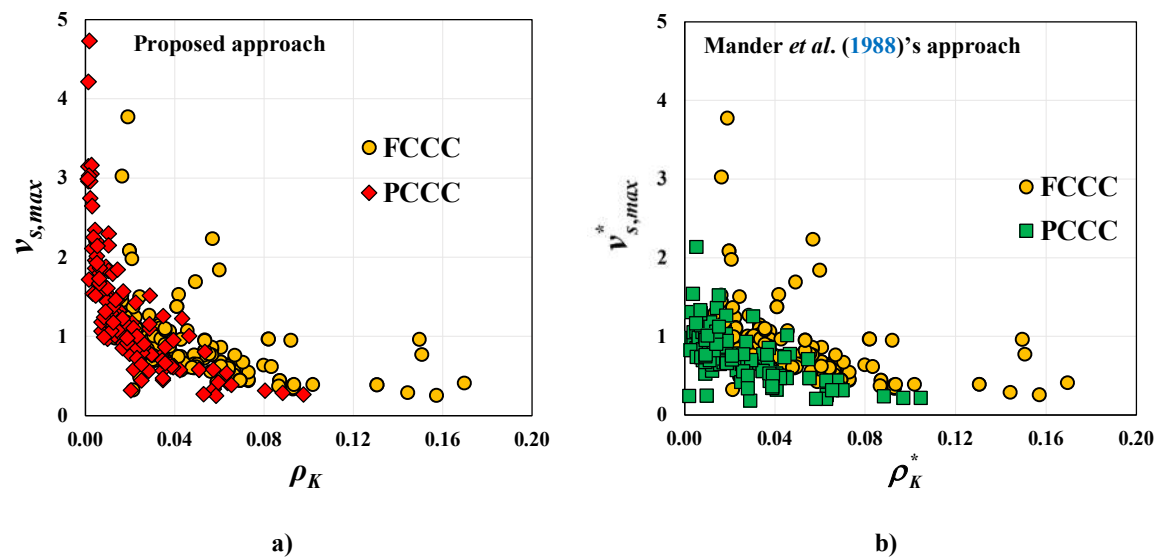 5
4
3
2
1
0
Proposed approach
FCCC
PCCC
v_{s,max}
0.00 0.04 0.08 0.12 0.16 0.20
ρ_K
a)
5
4
3
2
1
0
Mander et al. (1988)'s approach
FCCC
PCCC
v^*_{s,max}
0.00 0.04 0.08 0.12 0.16 0.20
ρ^*_K
b)